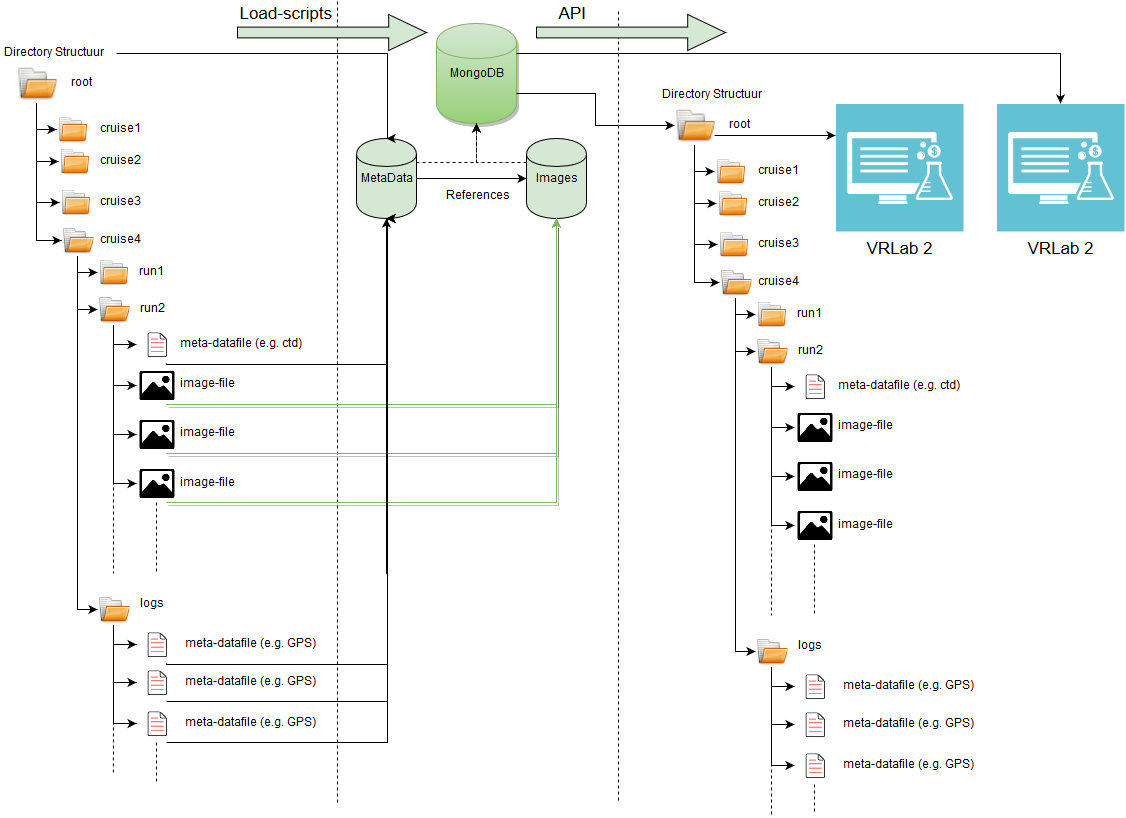 Load-scripts
API
Directory Structuur
root
cruise1
cruise2
cruise3
cruise4
run1
run2
meta-datafile (e.g. ctd)
image-file
image-file
image-file
logs
meta-datafile (e.g. GPS)
meta-datafile (e.g. GPS)
meta-datafile (e.g. GPS)
MongoDB
MetaData
References
Images
Directory Structuur
root
cruise1
cruise2
cruise3
cruise4
run1
run2
meta-datafile (e.g. ctd)
image-file
image-file
image-file
logs
meta-datafile (e.g. GPS)
meta-datafile (e.g. GPS)
meta-datafile (e.g. GPS)
$
VRLab 2
$
VRLab 2